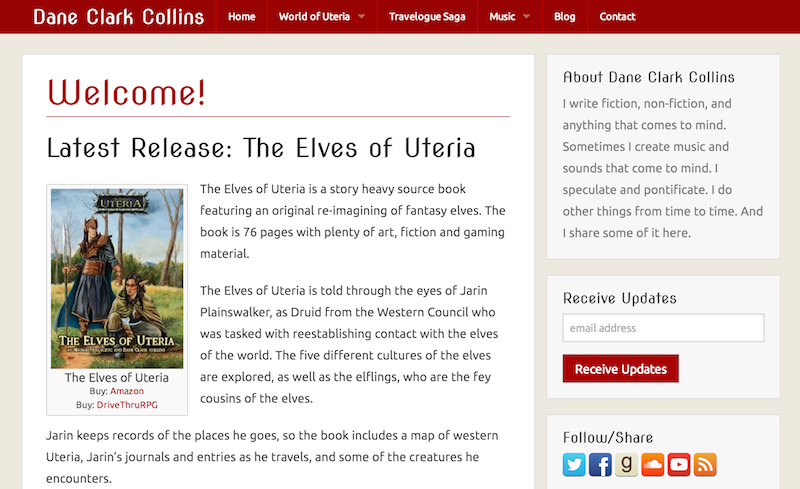 Dane Clark Collins
Home
World of Uteria
Travelogue Saga
Music
Blog
Contact
Welcome!
Latest Release: The Elves of Uteria
UTERIA
THE ELVES OF UTERIA
The Elves of Uteria
Buy: Amazon
Buy: DriveThruRPG
The Elves of Uteria is a story heavy source book
featuring an original re-imagining of fantasy elves. The
book is 76 pages with plenty of art, fiction and gaming
material.
The Elves of Uteria is told through the eyes of Jarin
Plainswalker, as Druid from the Western Council who
was tasked with reestablishing contact with the elves
of the world. The five different cultures of the elves
are explored, as well as the elflings, who are the fey
cousins of the elves.
Jarin keeps records of the places he goes, so the book includes a map of western
Uteria, Jarin's journals and entries as he travels, and some of the creatures he
encounters.
About Dane Clark Collins
I write fiction, non-fiction, and
anything that comes to mind.
Sometimes I create music and
sounds that come to mind. I
speculate and pontificate. I do
other things from time to time. And
I share some of it here.
Receive Updates
email address
Receive Updates
Follow/Share